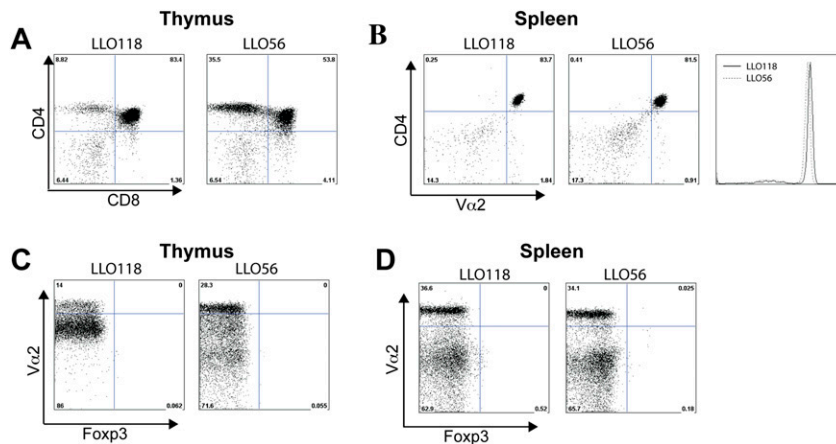 Thymus
Spleen
A
B
LLO118
LLO56
LLO118
LLO56
8.82
83.4
35.5
53.8
0.25
83.7
0.41
81.5
LLO118
LLO56
CD4
CD4
6.44
1.36
6.54
4.11
14.3
1.84
17.3
0.91
CD8
Vα2
Thymus
Spleen
C
D
LLO118
LLO56
LLO118
LLO56
14
0
28.3
0
36.6
0
34.1
0.025
Vα2
Vα2
86
0.062
71.6
0.055
62.9
0.52
65.7
0.18
Foxp3
Foxp3